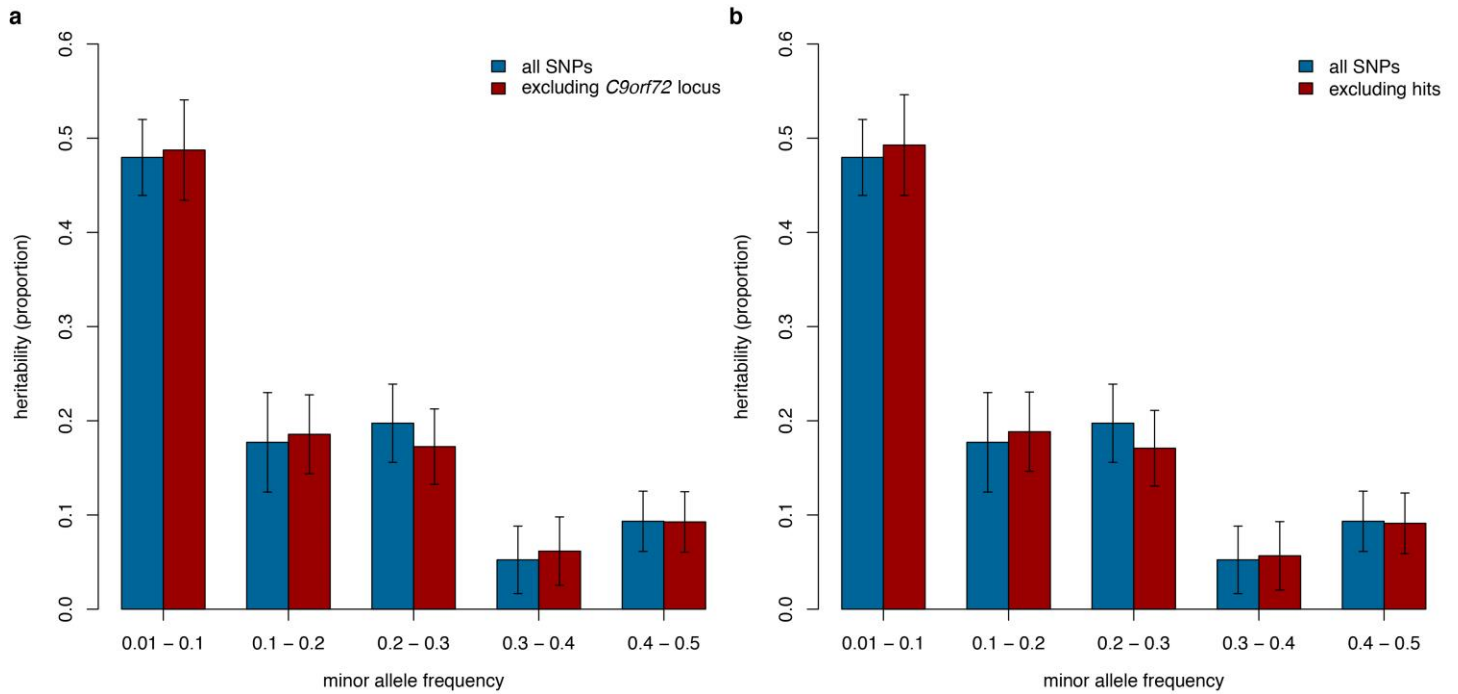 a
heritability (proportion)
0.6
0.5
0.4
0.3
0.2
0.1
0.0
all SNPs
excluding C9orf72 locus
0.01 – 0.1
0.1 – 0.2
0.2 – 0.3
0.3 – 0.4
0.4 – 0.5
minor allele frequency
b
heritability (proportion)
0.6
0.5
0.4
0.3
0.2
0.1
0.0
all SNPs
excluding hits
0.01 – 0.1
0.1 – 0.2
0.2 – 0.3
0.3 – 0.4
0.4 – 0.5
minor allele frequency